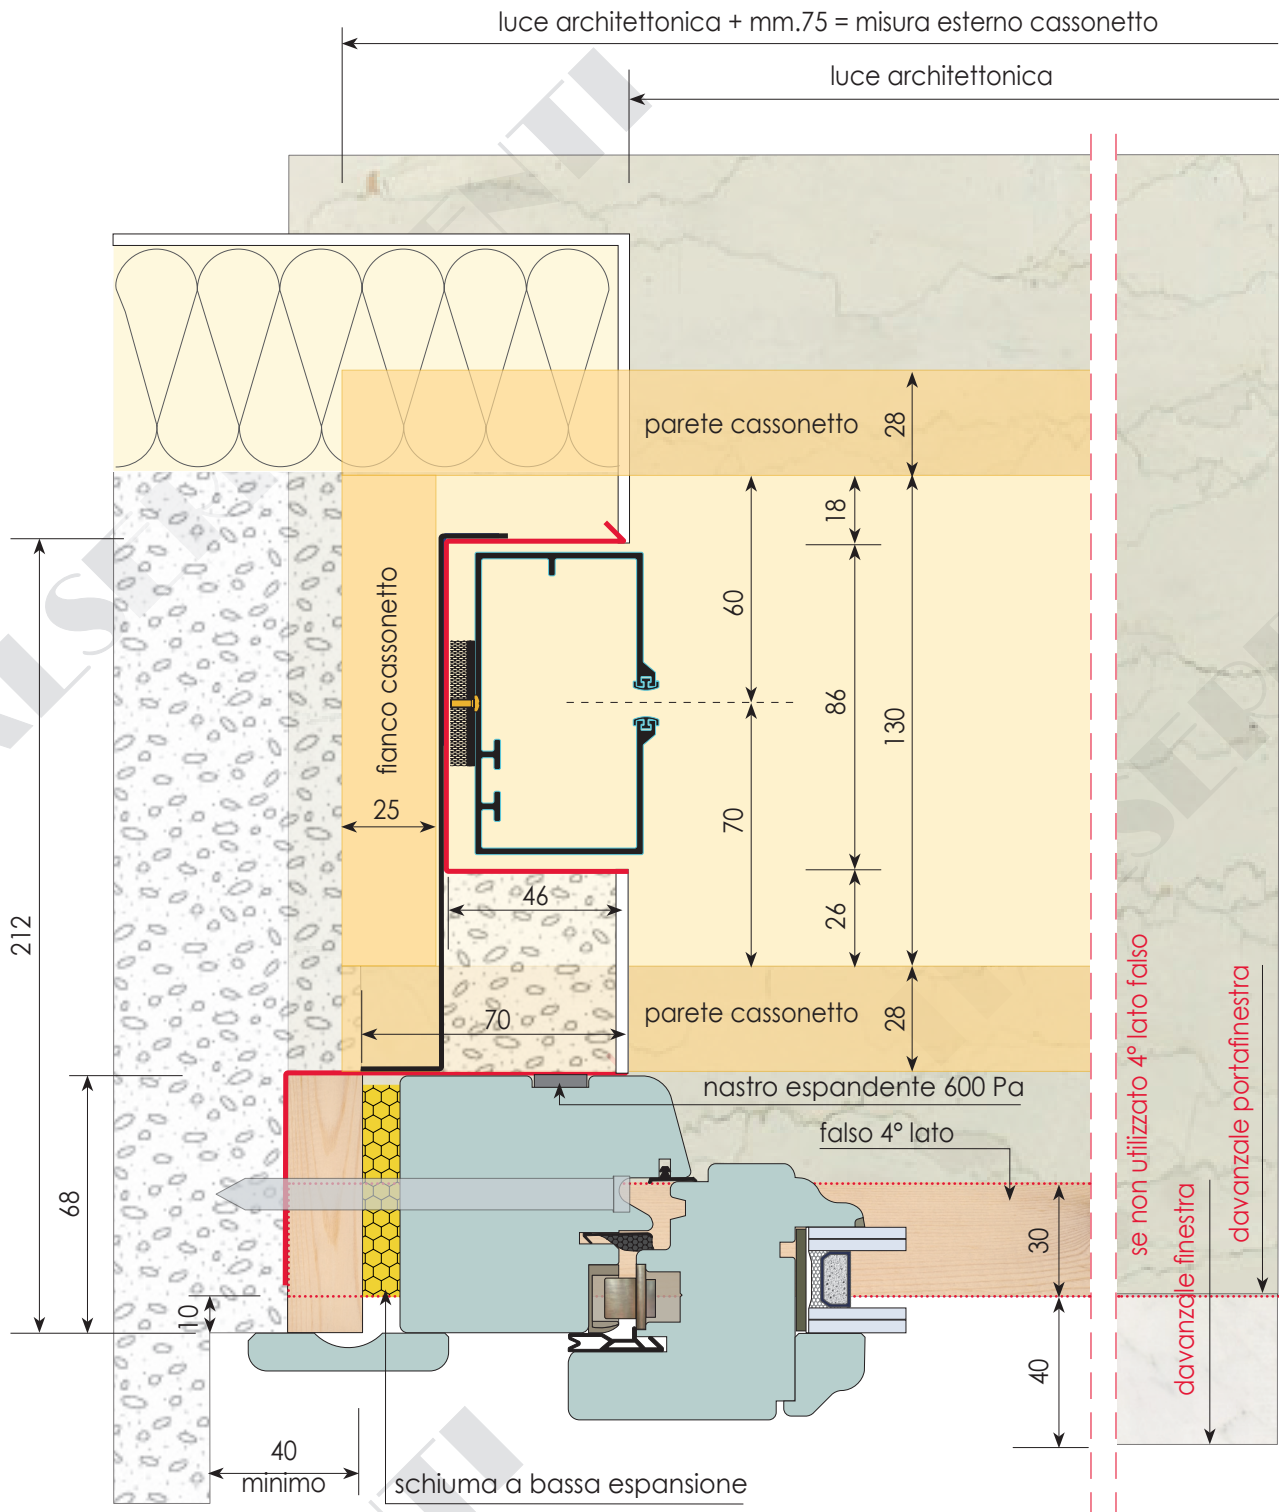 luce architettonica + mm.75 = misura esterno cassonetto
luce architettonica
parete cassonetto
28
18
60
86
130
fianco cassonetto
25
70
212
46
26
70
parete cassonetto
28
nastro espandente 600 Pa
falso 4° lato
68
30
10
40
40
minimo
schiuma a bassa espansione
se non utilizzato 4° lato falso
davanzale portafinestra
davanzale finestra